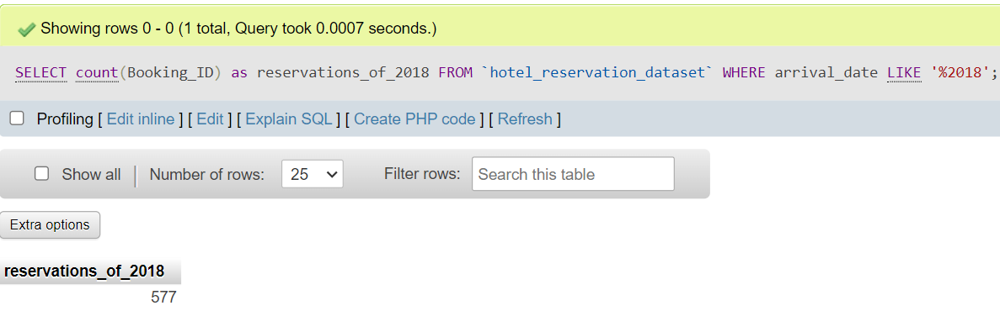 Showing rows 0 - 0 (1 total, Query took 0.0007 seconds.)
SELECT count(Booking_ID) as reservations_of_2018 FROM `hotel_reservation_dataset` WHERE arrival_date LIKE '%2018';
Profiling [ Edit inline ] [ Edit ] [ Explain SQL ] [ Create PHP code ] [ Refresh ]
Show all | Number of rows: 25 Filter rows: Search this table
Extra options
reservations_of_2018
577